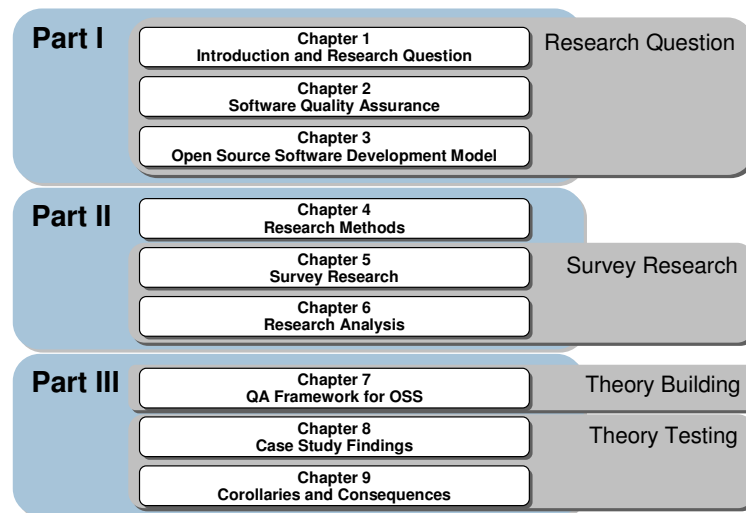 Part I
Chapter 1
Introduction and Research Question
Research Question
Chapter 2
Software Quality Assurance
Chapter 3
Open Source Software Development Model
Part II
Chapter 4
Research Methods
Chapter 5
Survey Research
Survey Research
Chapter 6
Research Analysis
Part III
Chapter 7
QA Framework for OSS
Theory Building
Chapter 8
Case Study Findings
Theory Testing
Chapter 9
Corollaries and Consequences